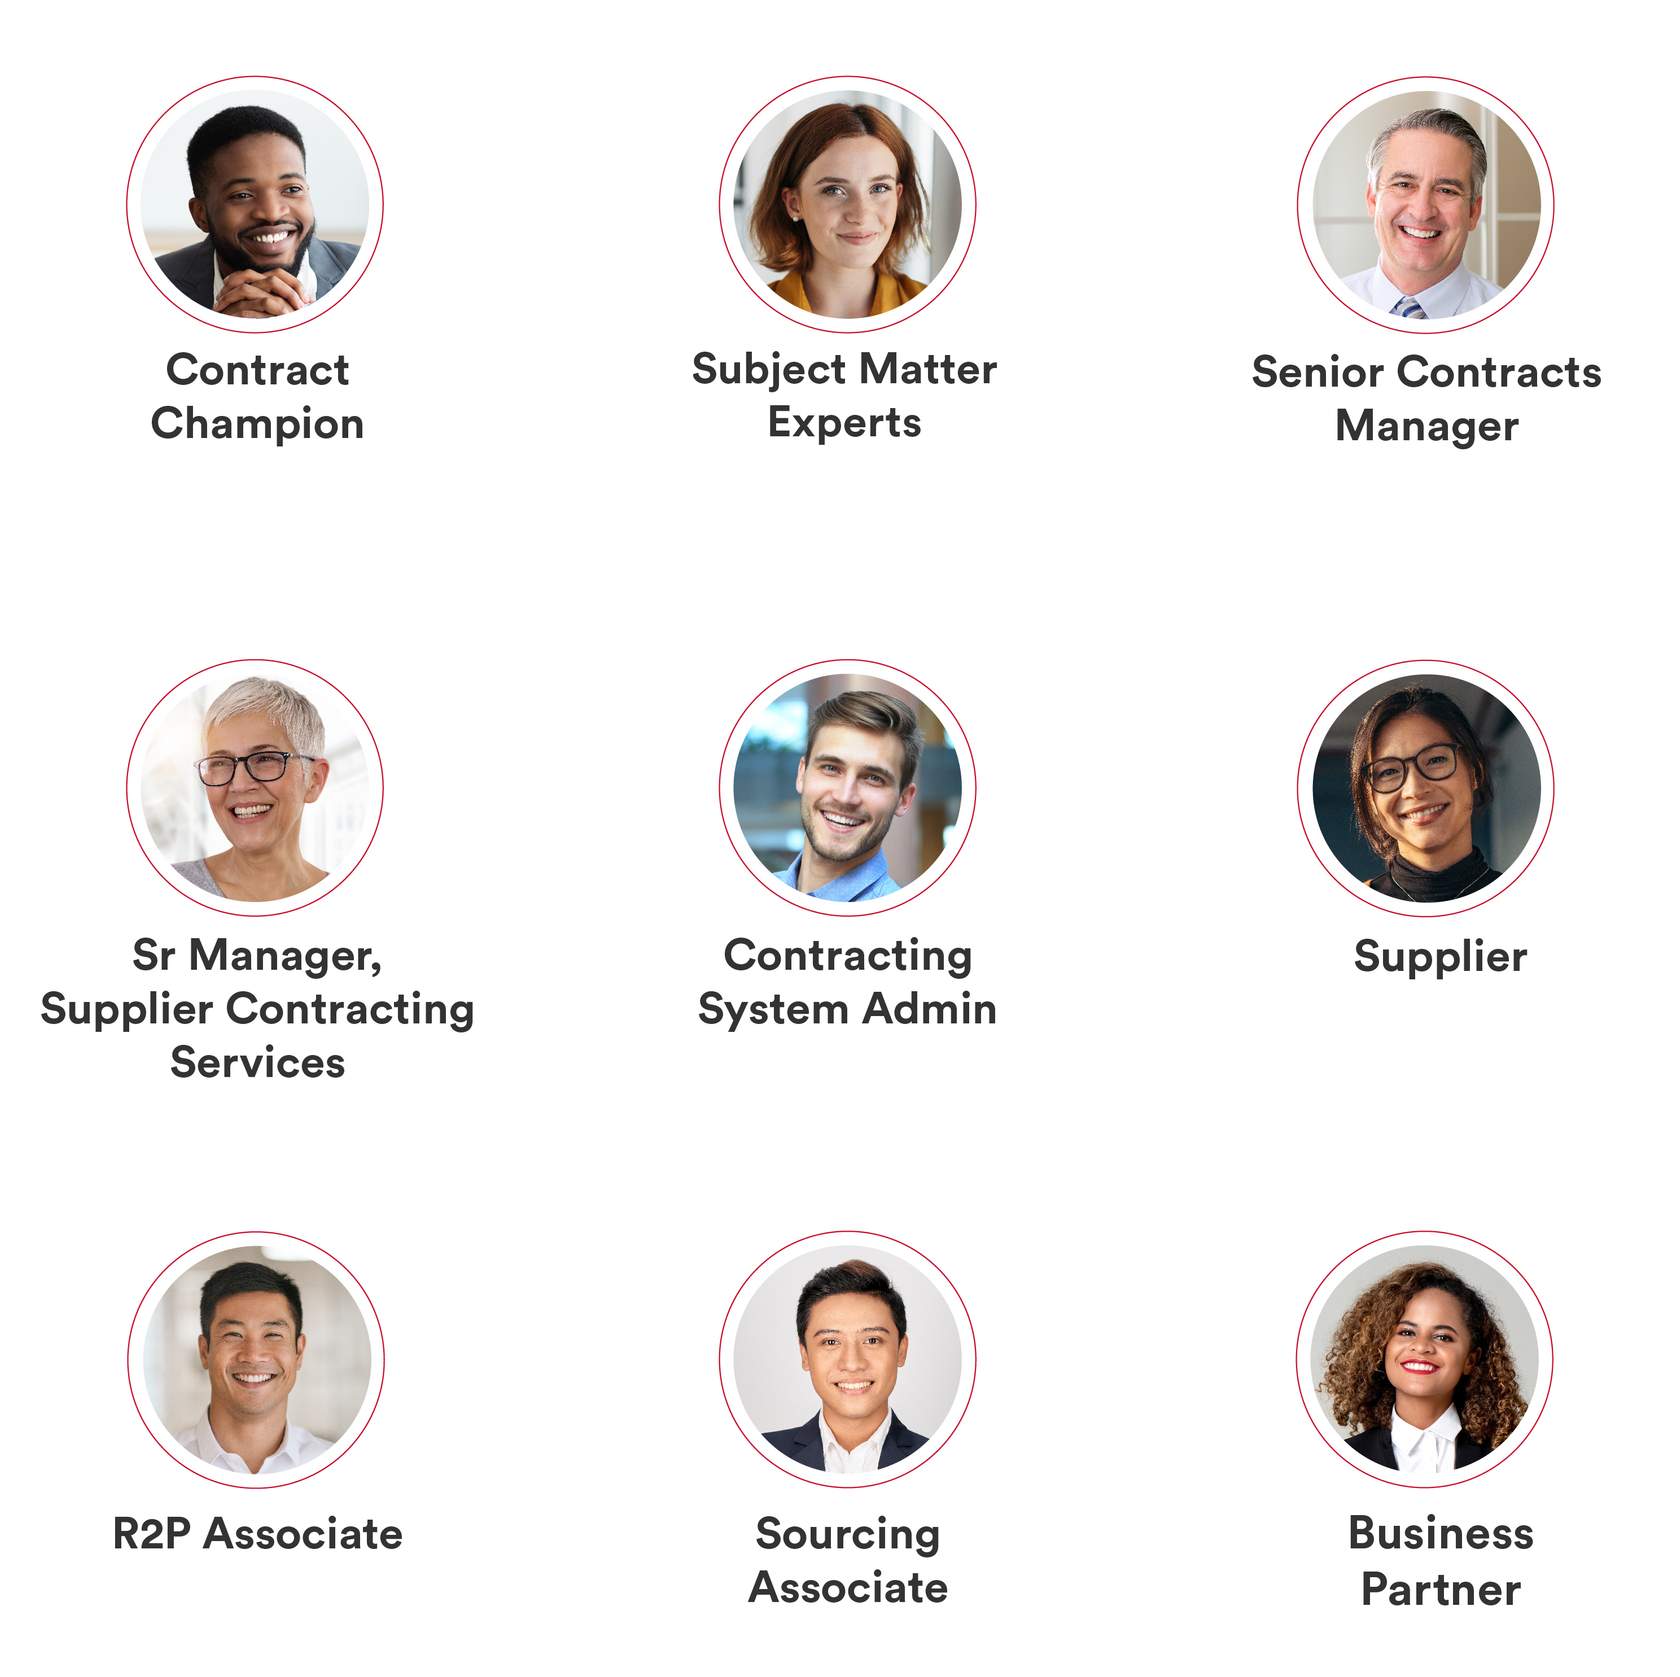 Contract
Champion
Subject Matter
Experts
Senior Contracts
Manager
Sr Manager,
Supplier Contracting
Services
Contracting
System Admin
Supplier
R2P Associate
Sourcing
Associate
Business
Partner